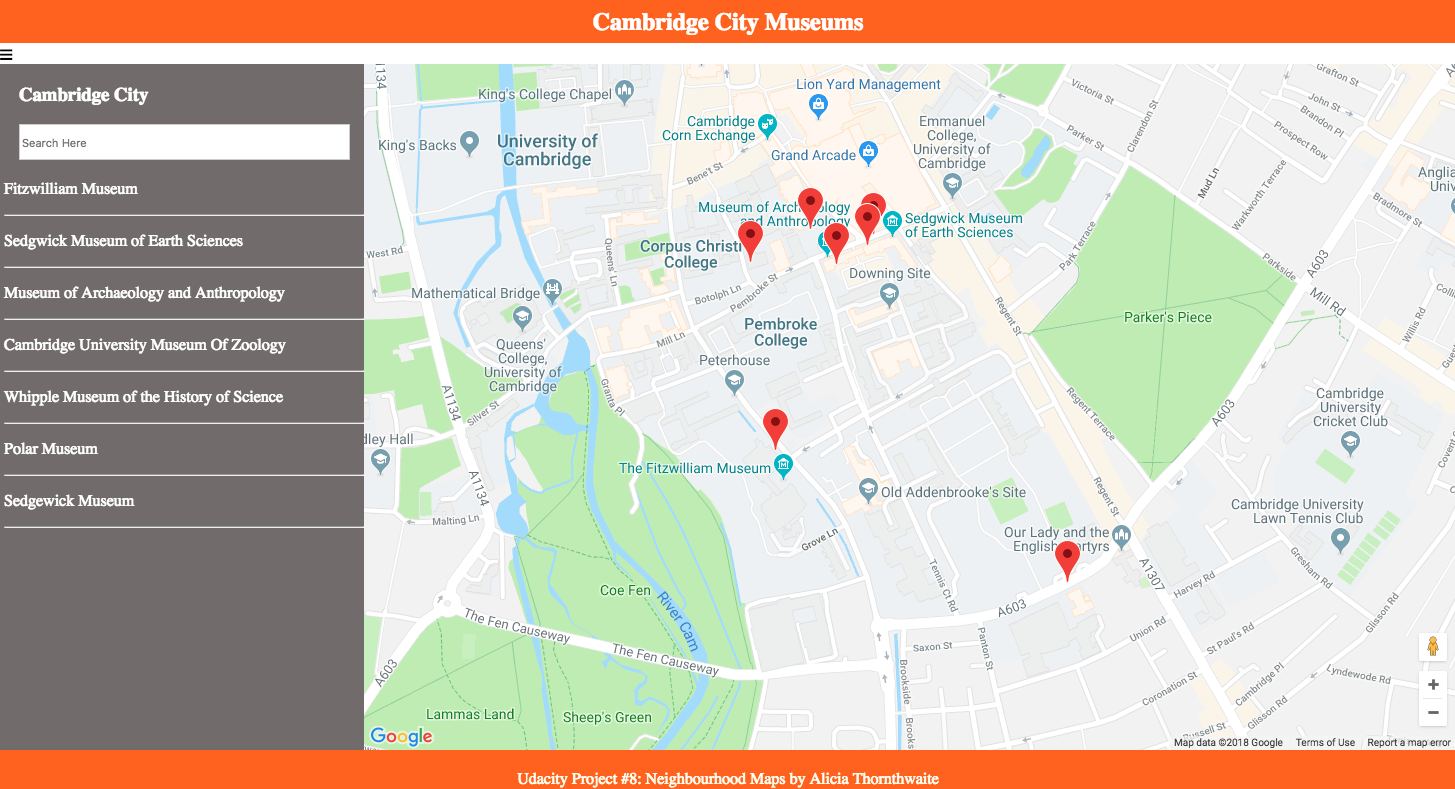 Cambridge City Museums
Cambridge City
Search Here
Fitzwilliam Museum
Sedgwick Museum of Earth Sciences
Museum of Archaeology and Anthropology
Cambridge University Museum Of Zoology
Whipple Museum of the History of Science
Polar Museum
Sedgewick Museum
A1134
King's College Chapel
Lion Yard Management
Cambridge
Corn Exchange
Emmanuel
College,
University of
Cambridge
Grand Arcade
King's Backs
University of
Cambridge
Victoria St
Clarendon St
Grafton St
John St
Brandon Pl
Prospect Row
Parker St
Mud Ln
Warkworth Terrace
Bradmore St
Bene't St
Museum of Archaeology
and Anthropology
Sedgwick Museum
of Earth Sciences
Corpus Christi
College
West Rd
Queens' Ln
Downing Site
Park Terrace
Parkside
A603
Mill Rd
Mathematical Bridge
Botolph Ln
Pembroke St
Regent St
Parker's Piece
Willis Rd
Pembroke
College
Mill Ln
Queens'
College,
University of
Cambridge
Peterhouse
A1134
Silver St
Granta Pl
Regent Terrace
A603
Cambridge
University
Cricket Club
The Fitzwilliam Museum
Old Addenbrooke's Site
A1134
Malting Ln
Regent St
Cambridge University
Lawn Tennis Club
Our Lady and the
English Martyrs
Grove Ln
Gresham Rd
A1307
Harvey Rd
Coe Fen
River Cam
Tennis Ct Rd
A603
Glisson Rd
The Fen Causeway
The Fen Causeway
Panton St
Union Rd
St Paul's Rd
Saxon St
Brookside
Brookside
Lyndewode Rd
A603
Coronation St
Cambridge Pl
Glisson Rd
Russell St
Lammas Land
Sheep's Green
Google
Map data ©2018 Google
Terms of Use
Report a map error
Udacity Project #8: Neighbourhood Maps by Alicia Thornthwaite